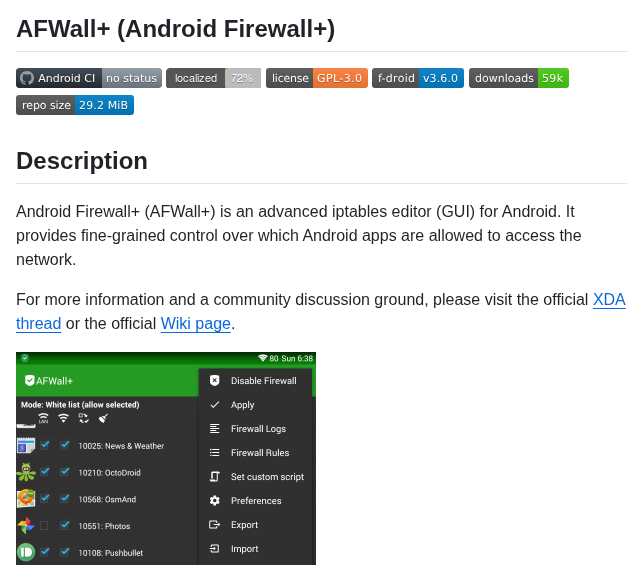 AFWall+ (Android Firewall+)
Android CI no status localized 72% license GPL-3.0 f-droid v3.6.0 downloads 59k
repo size 29.2 MiB
Description
Android Firewall+ (AFWall+) is an advanced iptables editor (GUI) for Android. It
provides fine-grained control over which Android apps are allowed to access the
network.
For more information and a community discussion ground, please visit the official XDA
thread or the official Wiki page.
80 Sun 6:38
AFWall+
Mode: White list (allow selected)
LAN
10025: News & Weather
10210: OctoDroid
10568: OsmAnd
10551: Photos
10108: Pushbullet
Disable Firewall
Apply
Firewall Logs
Firewall Rules
Set custom script
Preferences
Export
Import